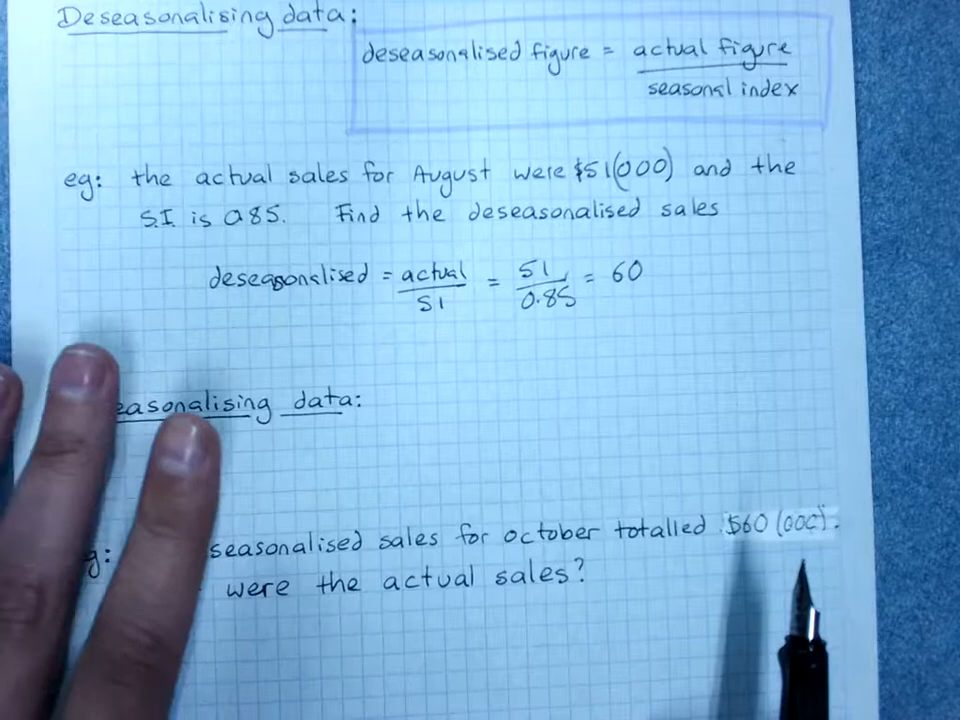 Deseasonalising data:
deseasonalised figure = actual figure
seasonal index
eg: the actual sales for August were $51(000) and the
S.I. is 0.85. Find the deseasonalised sales
deseasonalised = actual = 51 = 60
SI 0.85
easonalising data:
g: seasonalised sales for october totalled $60 (000).
were the actual sales?